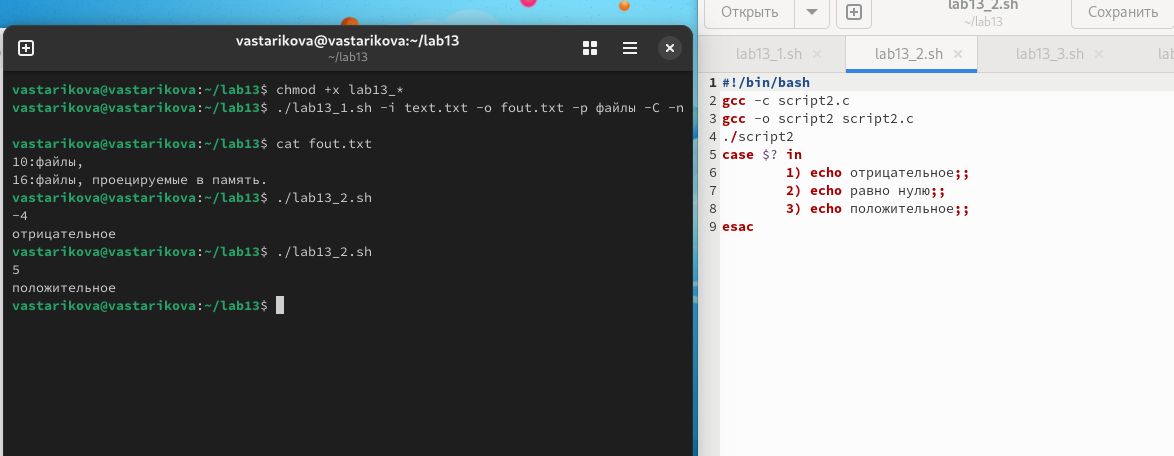 vastarikova@vastarikova:~/lab13
~/lab13
vastarikova@vastarikova:~/lab13$ chmod +x lab13_*
vastarikova@vastarikova:~/lab13$ ./lab13_1.sh -i text.txt -o fout.txt -p файлы -C -n
vastarikova@vastarikova:~/lab13$ cat fout.txt
10:файлы,
16:файлы, проецируемые в память.
vastarikova@vastarikova:~/lab13$ ./lab13_2.sh
-4
отрицательное
vastarikova@vastarikova:~/lab13$ ./lab13_2.sh
5
положительное
vastarikova@vastarikova:~/lab13$
Открыть
lab13_2.sh
~/lab13
Сохранить
lab13_1.sh
lab13_2.sh
lab13_3.sh
1 #!/bin/bash
2 gcc -c script2.c
3 gcc -o script2 script2.c
4 ./script2
5 case $? in
6 1) echo отрицательное;;
7 2) echo равно нулю;;
8 3) echo положительное;;
9 esac